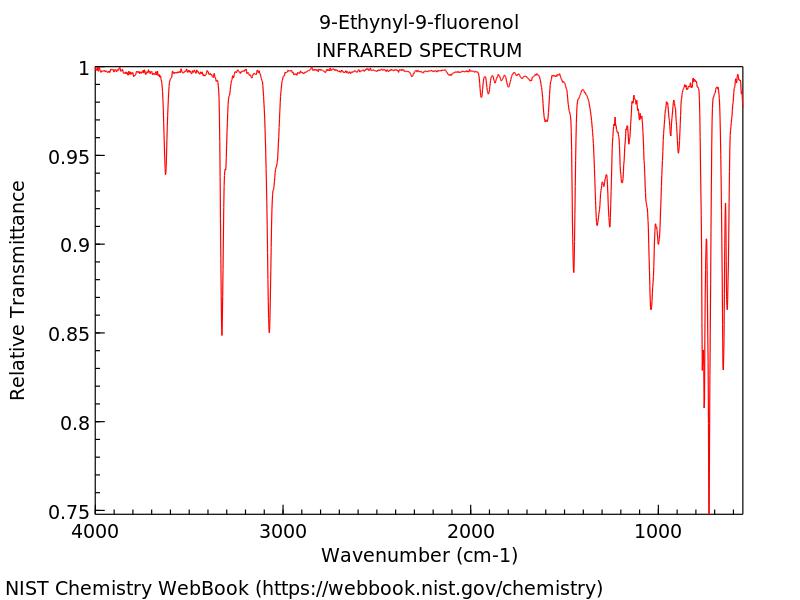 9-Ethynyl-9-fluorenol
INFRARED SPECTRUM
1
0.95
0.9
0.85
0.8
0.75
Relative Transmittance
4000 3000 2000 1000
Wavenumber (cm-1)
NIST Chemistry WebBook (https://webbook.nist.gov/chemistry)